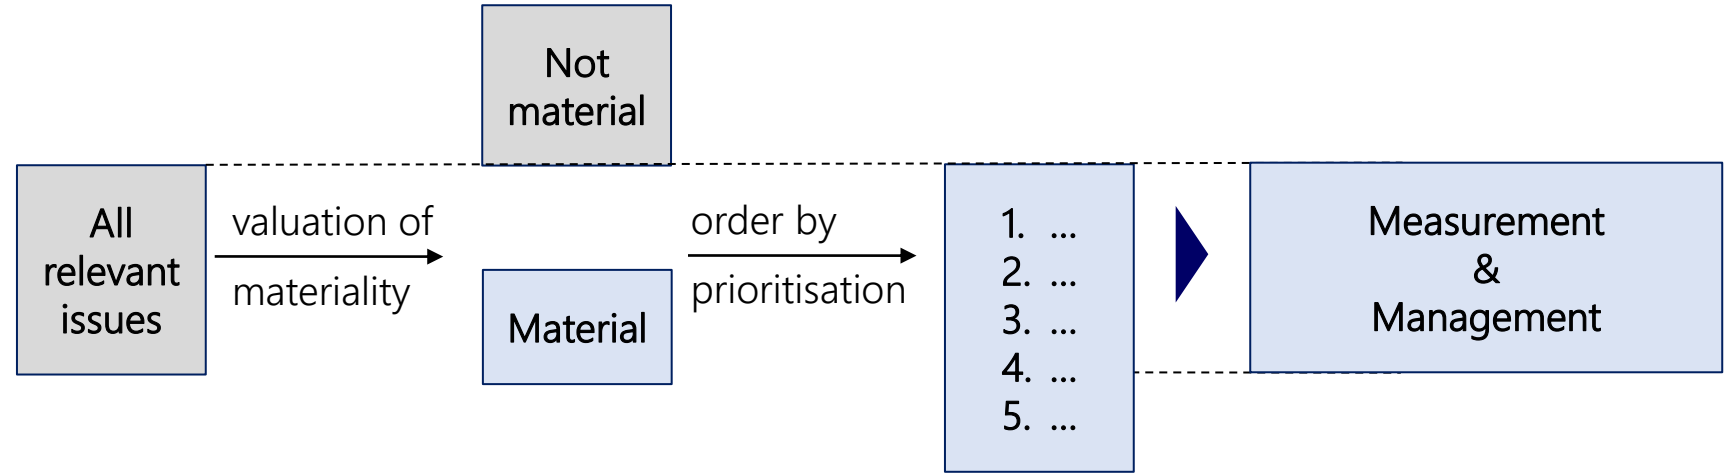 Not
material
All
relevant
issues
valuation of
materiality
Material
order by
prioritisation
1. ...
2. ...
3. ...
4. ...
5. ...
Measurement
&
Management